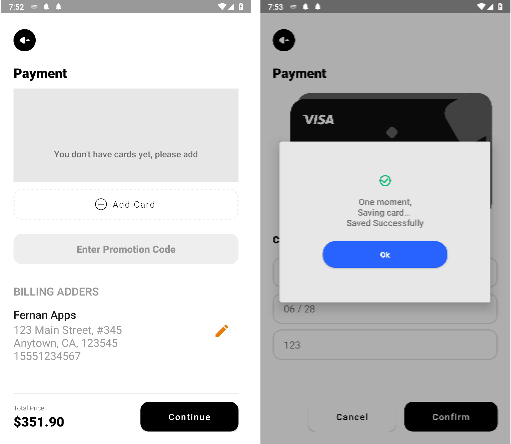 7:52
Payment
You don't have cards yet, please add
Add Card
Enter Promotion Code
BILLING ADDERS
Fernan Apps
123 Main Street, #345
Anytown, CA, 123545
15551234567
Total Price
$351.90
Continue
7:53
Payment
VISA
One moment,
Saving card...
Saved Successfully
Ok
C
06 / 28
123
Cancel
Confirm